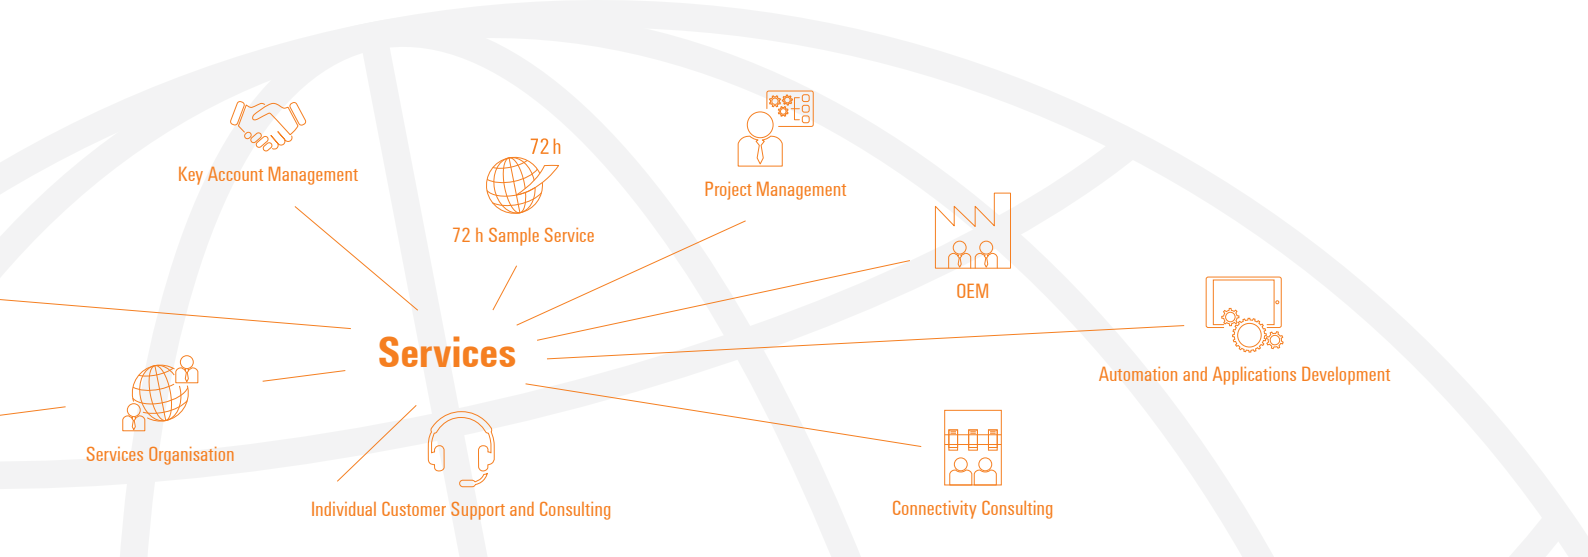 72 h
Key Account Management
Project Management
72 h Sample Service
OEM
Services
Automation and Applications Development
Services Organisation
Individual Customer Support and Consulting
Connectivity Consulting